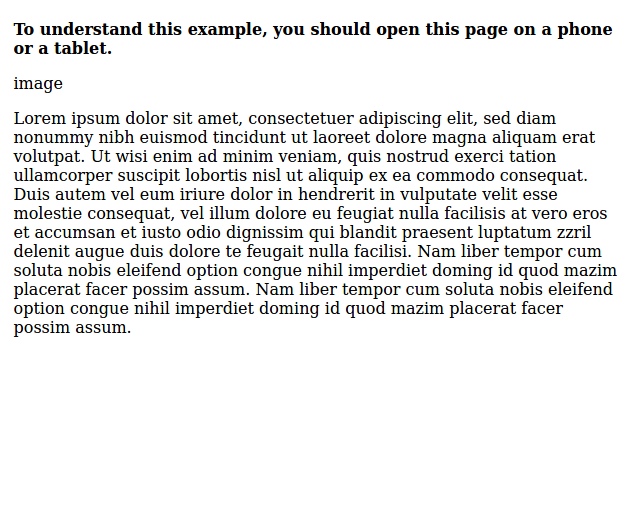 To understand this example, you should open this page on a phone
or a tablet.
image
Lorem ipsum dolor sit amet, consectetuer adipiscing elit, sed diam
nonummy nibh euismod tincidunt ut laoreet dolore magna aliquam erat
volutpat. Ut wisi enim ad minim veniam, quis nostrud exerci tation
ullamcorper suscipit lobortis nisl ut aliquip ex ea commodo consequat.
Duis autem vel eum iriure dolor in hendrerit in vulputate velit esse
molestie consequat, vel illum dolore eu feugiat nulla facilisis at vero eros
et accumsan et iusto odio dignissim qui blandit praesent luptatum zzril
delenit augue duis dolore te feugait nulla facilisi. Nam liber tempor cum
soluta nobis eleifend option congue nihil imperdiet doming id quod mazim
placerat facer possim assum. Nam liber tempor cum soluta nobis eleifend
option congue nihil imperdiet doming id quod mazim placerat facer
possim assum.